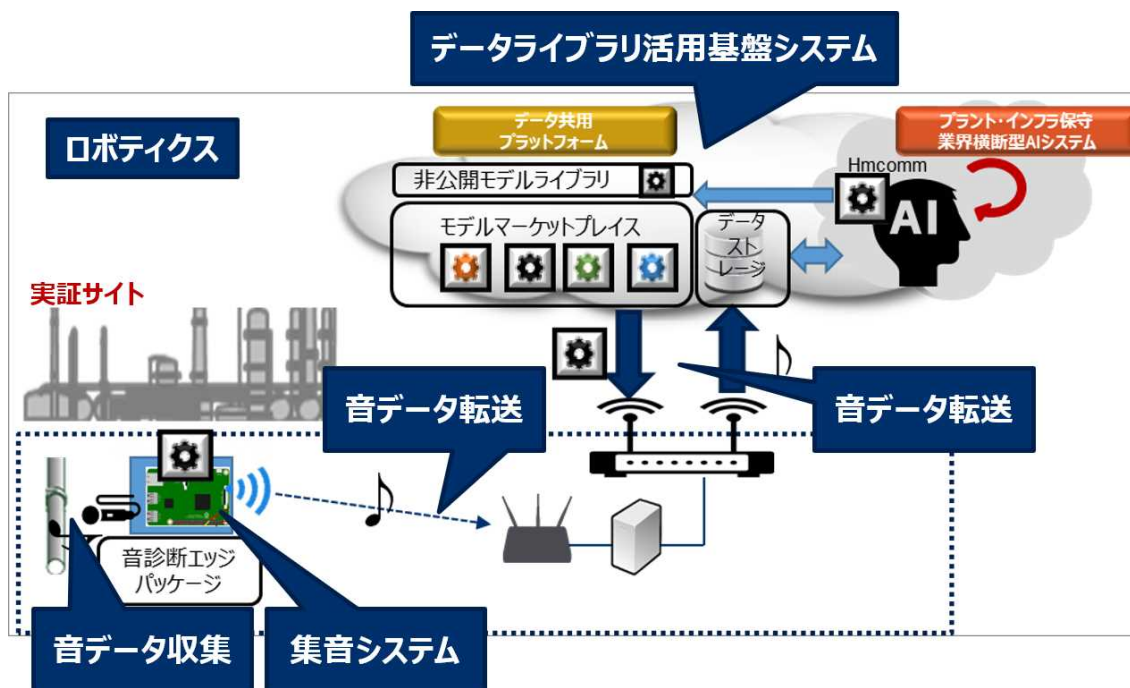 データライブラリ活用基盤システム
ロボティクス
データ共用
プラットフォーム
プラント・インフラ保守
業界横断型AIシステム
Hmcomm
非公開モデルライブラリ
AI
モデルマーケットプレイス
データ
スト
レージ
実証サイト
音データ転送
音データ転送
音診断エッジ
パッケージ
音データ収集
集音システム